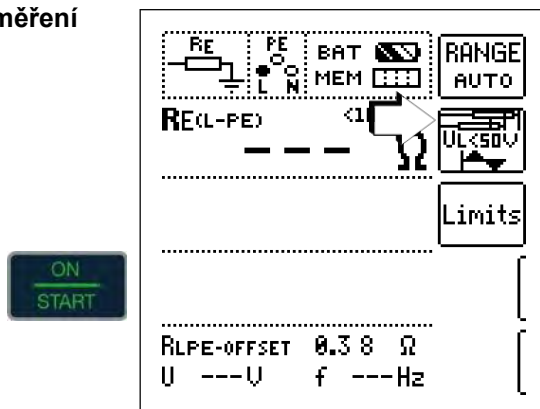 měření
RE PE BAT RANGE
L N MEM AUTO
RE(L-PE)
UL<50V
--- Ω
Limits
ON
START
RLPE-OFFSET 0.38 Ω
U ---V f ---Hz